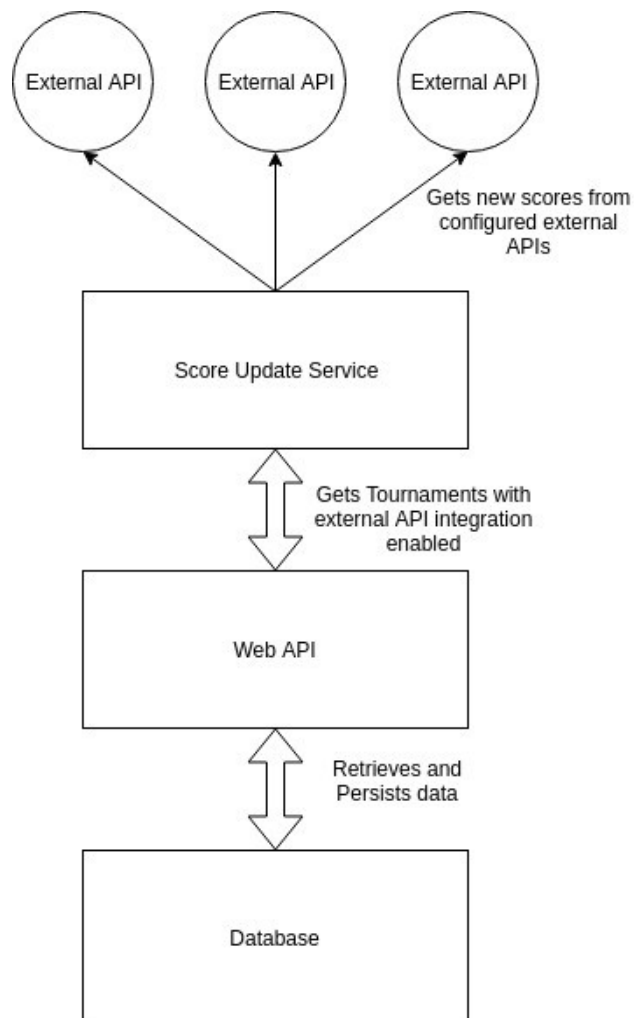 External API
External API
External API
Gets new scores from
configured external
APIs
Score Update Service
Gets Tournaments with
external API integration
enabled
Web API
Retrieves and
Persists data
Database